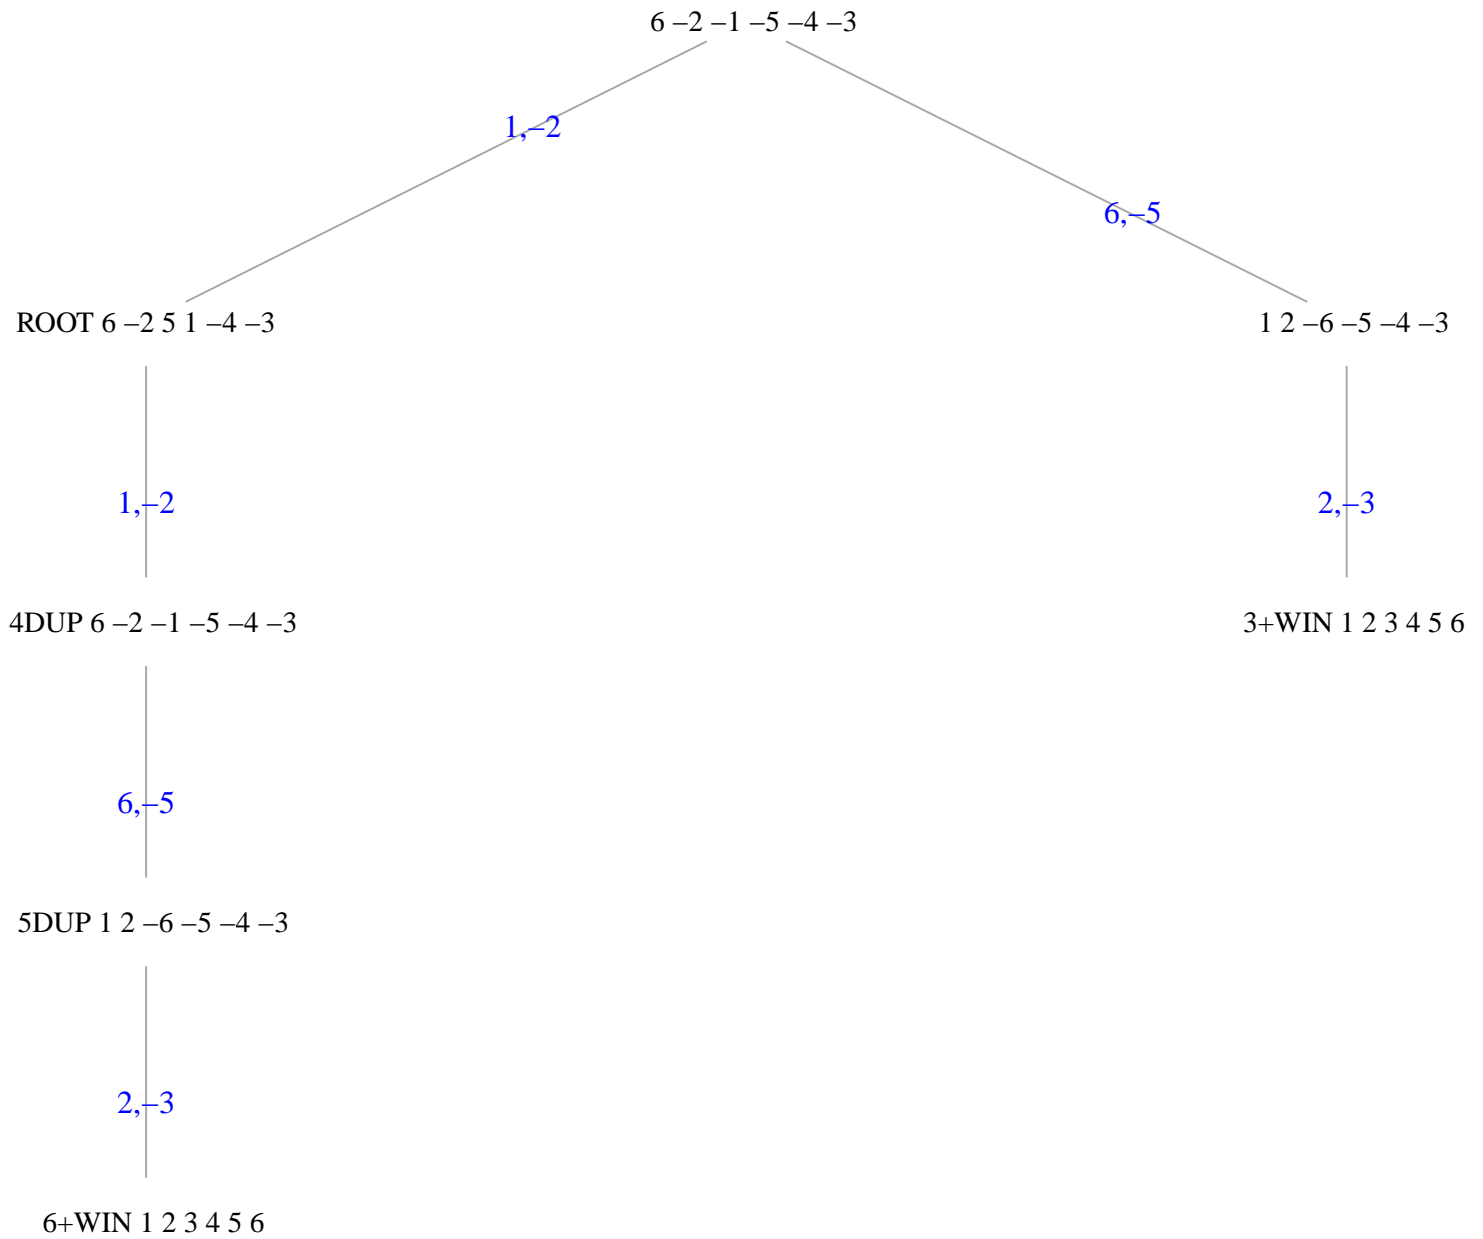 6 –2 –1 –5 –4 –3
1,–2
6,–5
ROOT 6 –2 5 1 –4 –3
1 2 –6 –5 –4 –3
1,–2
2,–3
4DUP 6 –2 –1 –5 –4 –3
3+WIN 1 2 3 4 5 6
6,–5
5DUP 1 2 –6 –5 –4 –3
2,–3
6+WIN 1 2 3 4 5 6